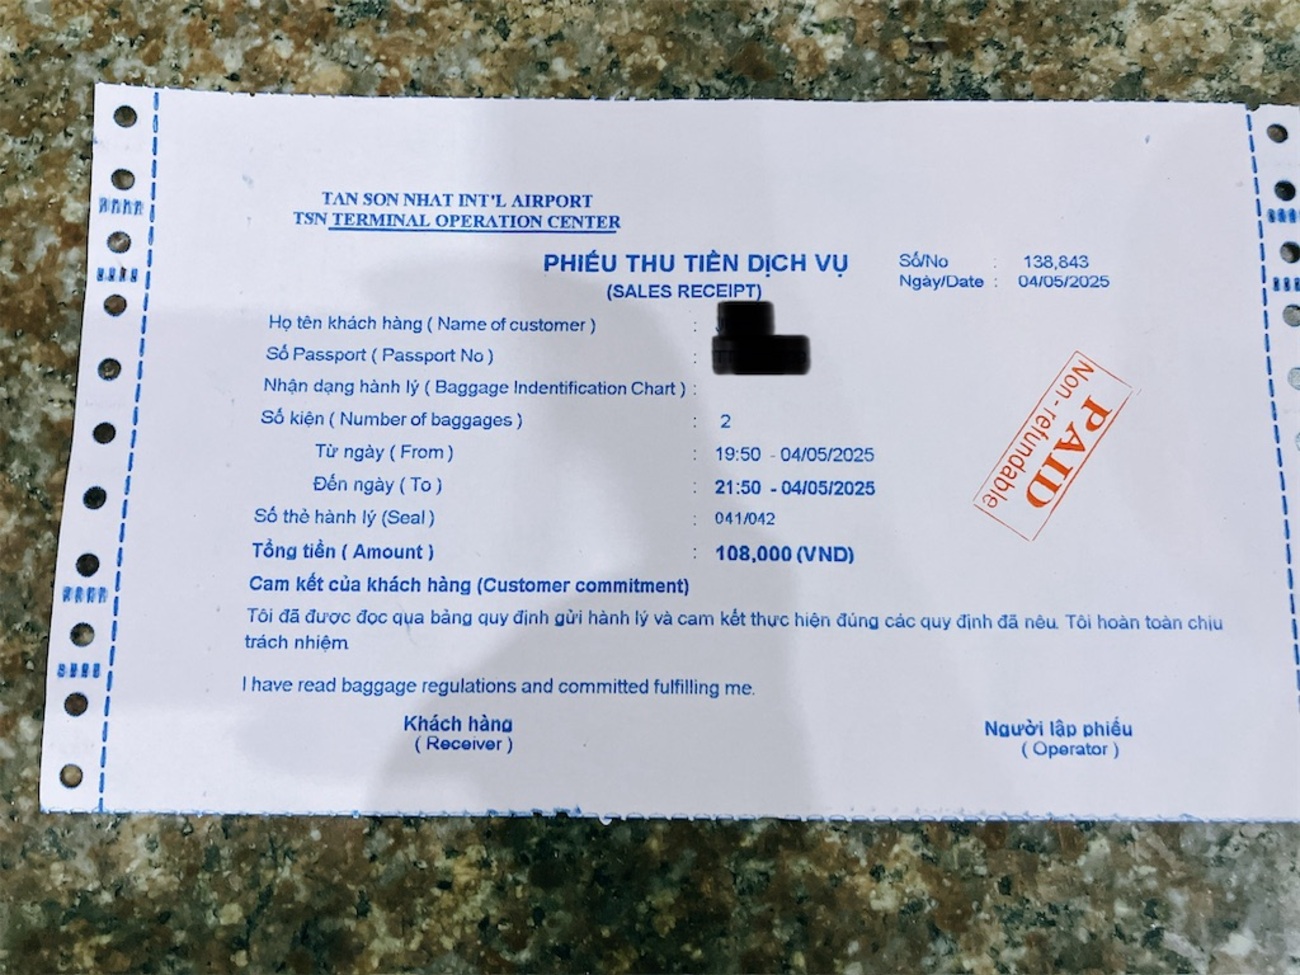 TAN SON NHAT INT'L AIRPORT
TSN TERMINAL OPERATION CENTER
PHIẾU THU TIỀN DỊCH VỤ
(SALES RECEIPT)
Số/No : 138,843
Ngày/Date : 04/05/2025
Họ tên khách hàng ( Name of customer ) :
Số Passport ( Passport No ) :
Nhận dạng hành lý ( Baggage Indentification Chart ) :
Số kiện ( Number of baggages ) : 2
Từ ngày ( From ) : 19:50 - 04/05/2025
Đến ngày ( To ) : 21:50 - 04/05/2025
Số thẻ hành lý (Seal ) : 041/042
Tổng tiền ( Amount ) : 108,000 (VND)
PAID
Non - refundable
Cam kết của khách hàng (Customer commitment)
Tôi đã được đọc qua bảng quy định gửi hành lý và cam kết thực hiện đúng các quy định đã nêu. Tôi hoàn toàn chịu
trách nhiệm
I have read baggage regulations and committed fulfilling me.
Khách hàng
( Receiver )
Người lập phiếu
( Operator )